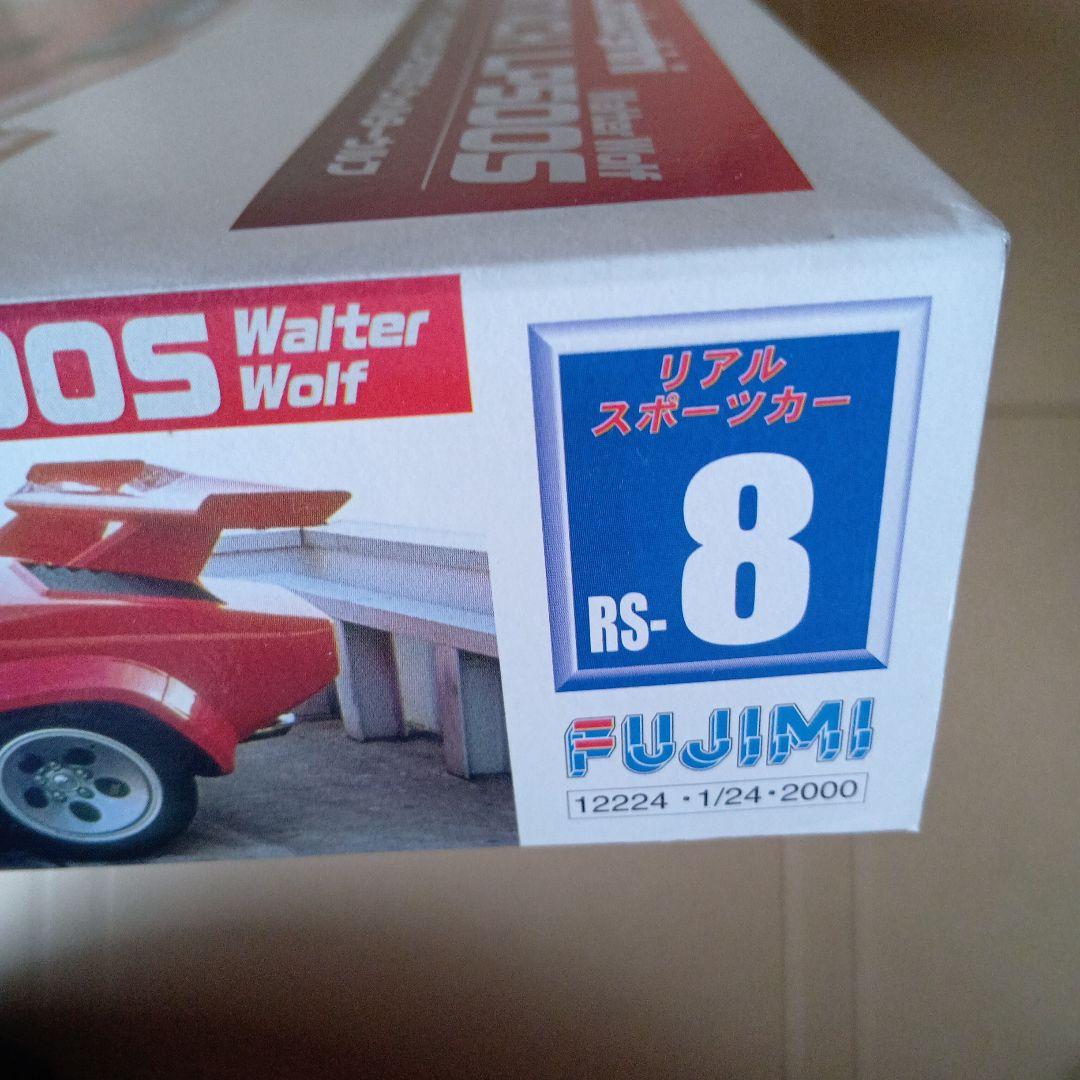 LP500S
Walter Wolf
00S
Walter
Wolf
リアル
スポーツカー
RS-8
FUJIMI
12224・1/24・2000